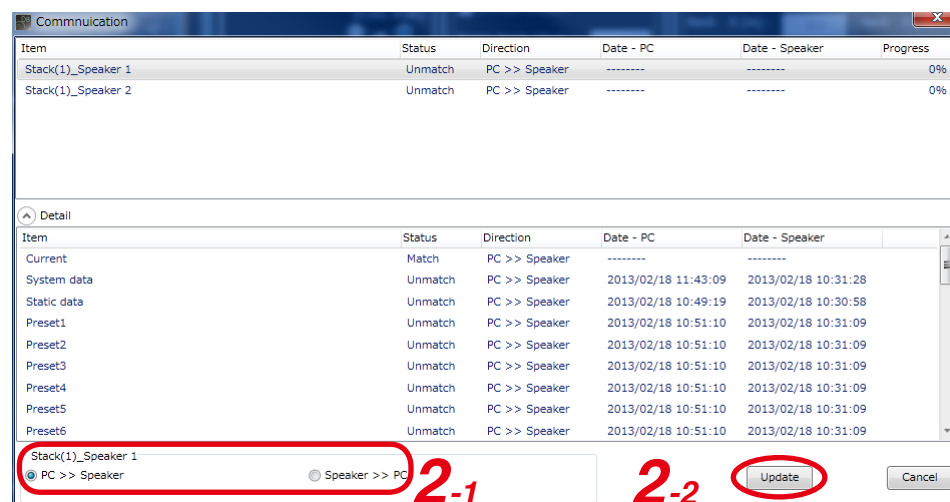 Commnuication
Item Status Direction Date - PC Date - Speaker Progress
Stack(1)_Speaker 1 Unmatch PC >> Speaker -------- -------- 0%
Stack(1)_Speaker 2 Unmatch PC >> Speaker -------- -------- 0%
Detail
Item Status Direction Date - PC Date - Speaker
Current Match PC >> Speaker -------- --------
System data Unmatch PC >> Speaker 2013/02/18 11:43:09 2013/02/18 10:31:28
Static data Unmatch PC >> Speaker 2013/02/18 10:49:19 2013/02/18 10:30:58
Preset1 Unmatch PC >> Speaker 2013/02/18 10:51:10 2013/02/18 10:31:09
Preset2 Unmatch PC >> Speaker 2013/02/18 10:51:10 2013/02/18 10:31:09
Preset3 Unmatch PC >> Speaker 2013/02/18 10:51:10 2013/02/18 10:31:09
Preset4 Unmatch PC >> Speaker 2013/02/18 10:51:10 2013/02/18 10:31:09
Preset5 Unmatch PC >> Speaker 2013/02/18 10:51:10 2013/02/18 10:31:09
Preset6 Unmatch PC >> Speaker 2013/02/18 10:51:10 2013/02/18 10:31:09
Stack(1)_Speaker 1
PC >> Speaker Speaker >> PC
2-1
2-2
Update Cancel